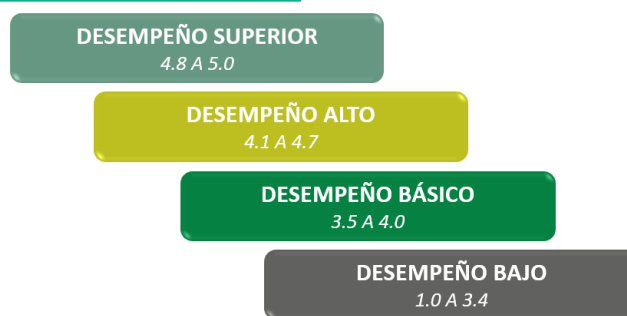 DESEMPEÑO SUPERIOR
4.8 A 5.0
DESEMPEÑO ALTO
4.1 A 4.7
DESEMPEÑO BÁSICO
3.5 A 4.0
DESEMPEÑO BAJO
1.0 A 3.4